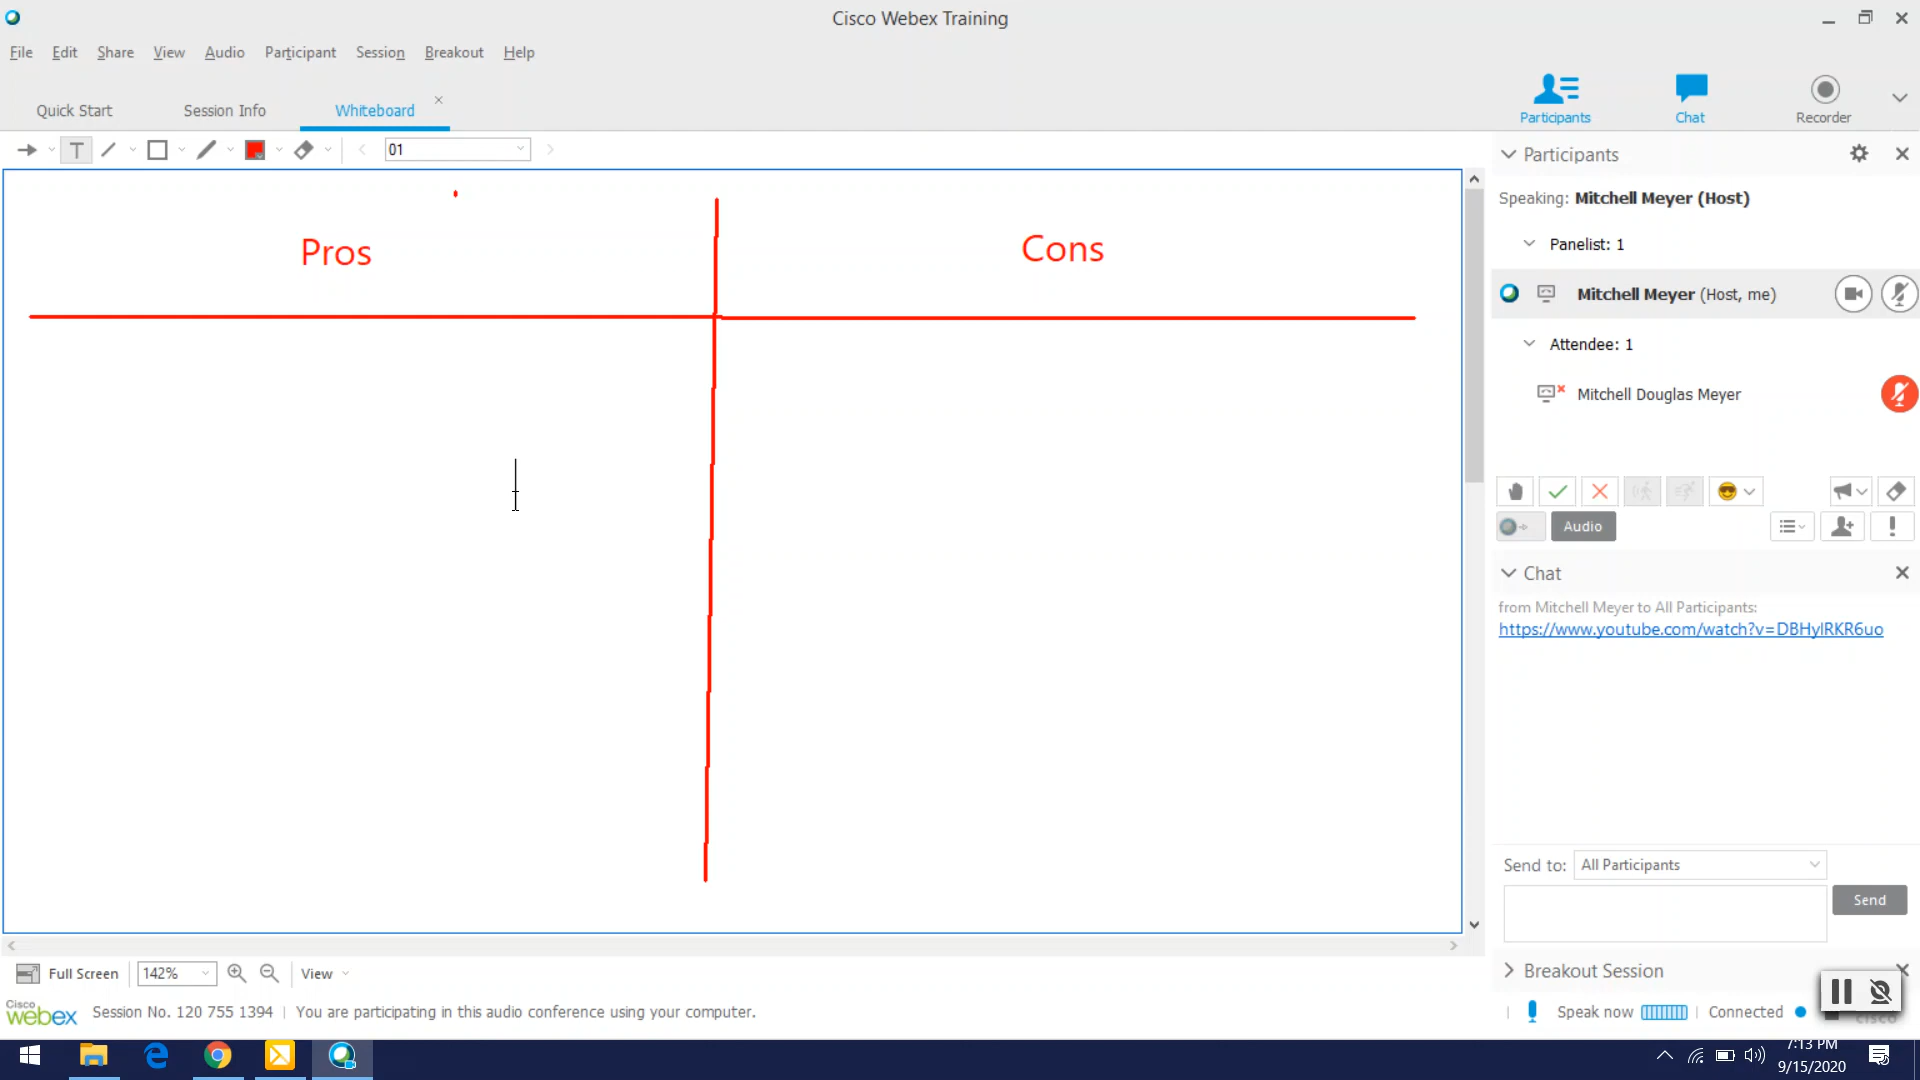 Cisco Webex Training
File Edit Share View Audio Participant Session Breakout Help
Quick Start Session Info Whiteboard
Participants Chat Recorder
T 01
Pros Cons
Participants
Speaking: Mitchell Meyer (Host)
Panelist: 1
Mitchell Meyer (Host, me)
Attendee: 1
Mitchell Douglas Meyer
Audio
Chat
from Mitchell Meyer to All Participants:
https://www.youtube.com/watch?v=DBHylRKR6uo
Send to: All Participants
Send
Breakout Session
Full Screen 142% View
Cisco webex Session No. 120 755 1394 | You are participating in this audio conference using your computer.
Speak now Connected cisco
7:13 PM
9/15/2020